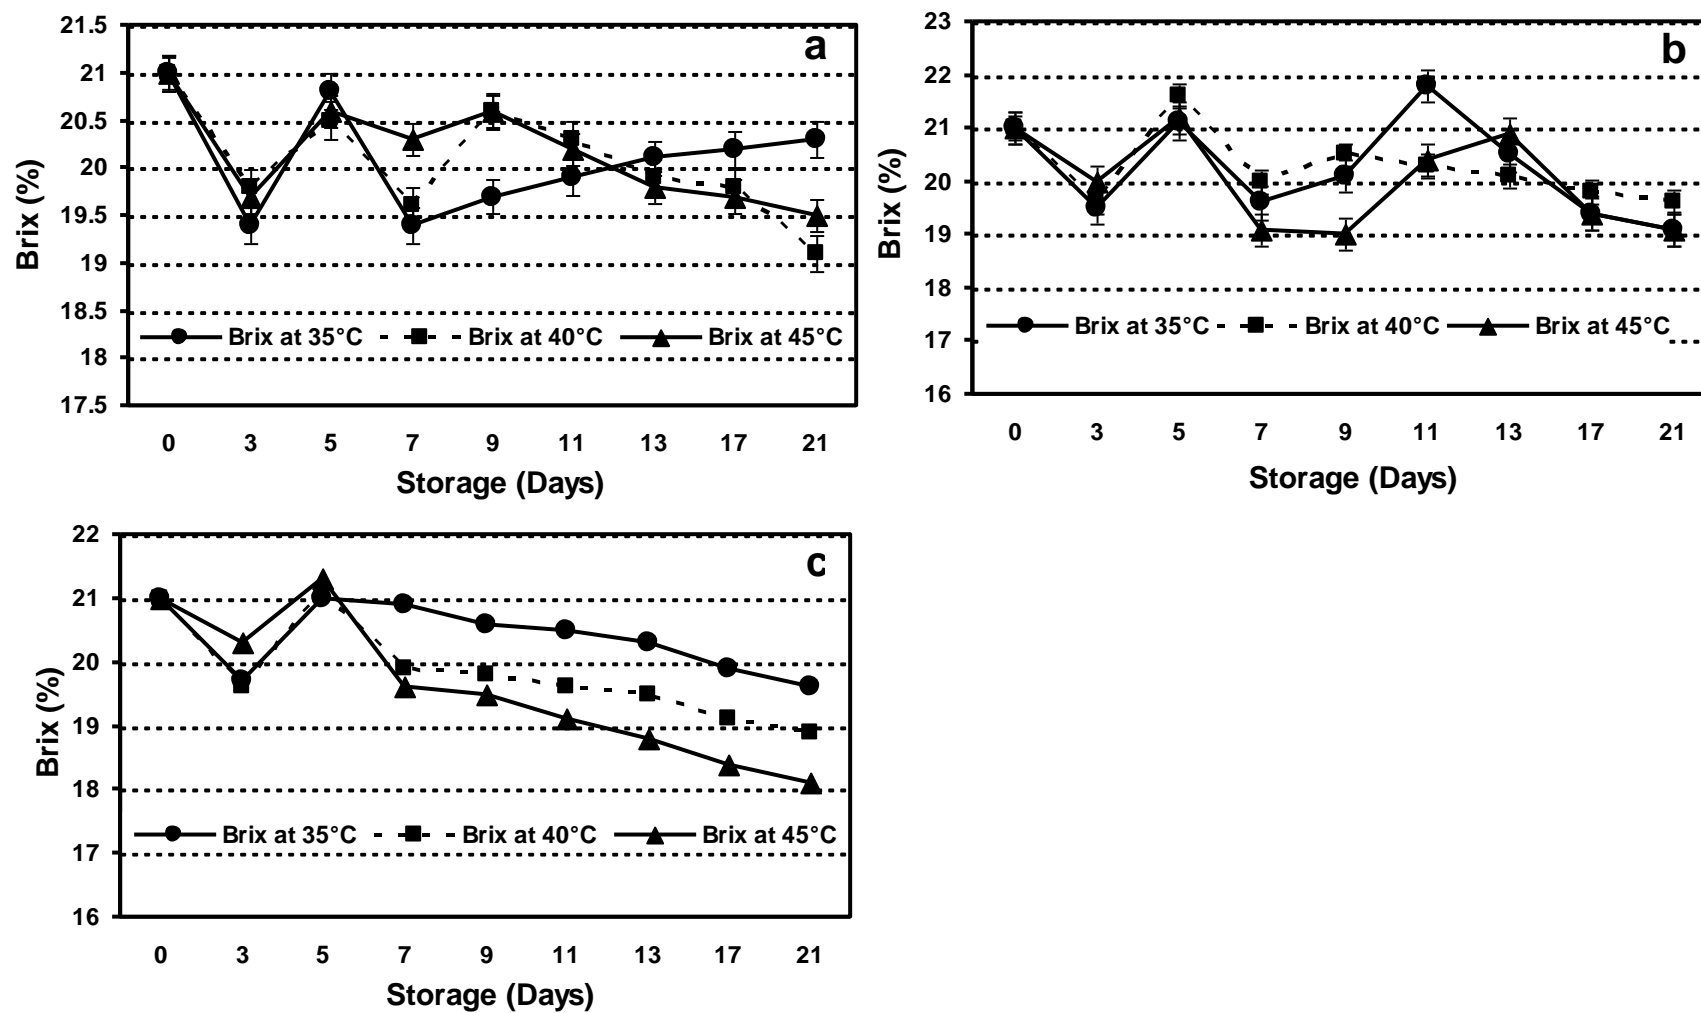 a
21.5
21
20.5
20
19.5
19
18.5
18
17.5
Brix (%)
Brix at 35°C Brix at 40°C Brix at 45°C
0 3 5 7 9 11 13 17 21
Storage (Days)
b
23
22
21
20
19
18
17
16
Brix (%)
Brix at 35°C Brix at 40°C Brix at 45°C
0 3 5 7 9 11 13 17 21
Storage (Days)
c
22
21
20
19
18
17
16
Brix (%)
Brix at 35°C Brix at 40°C Brix at 45°C
0 3 5 7 9 11 13 17 21
Storage (Days)